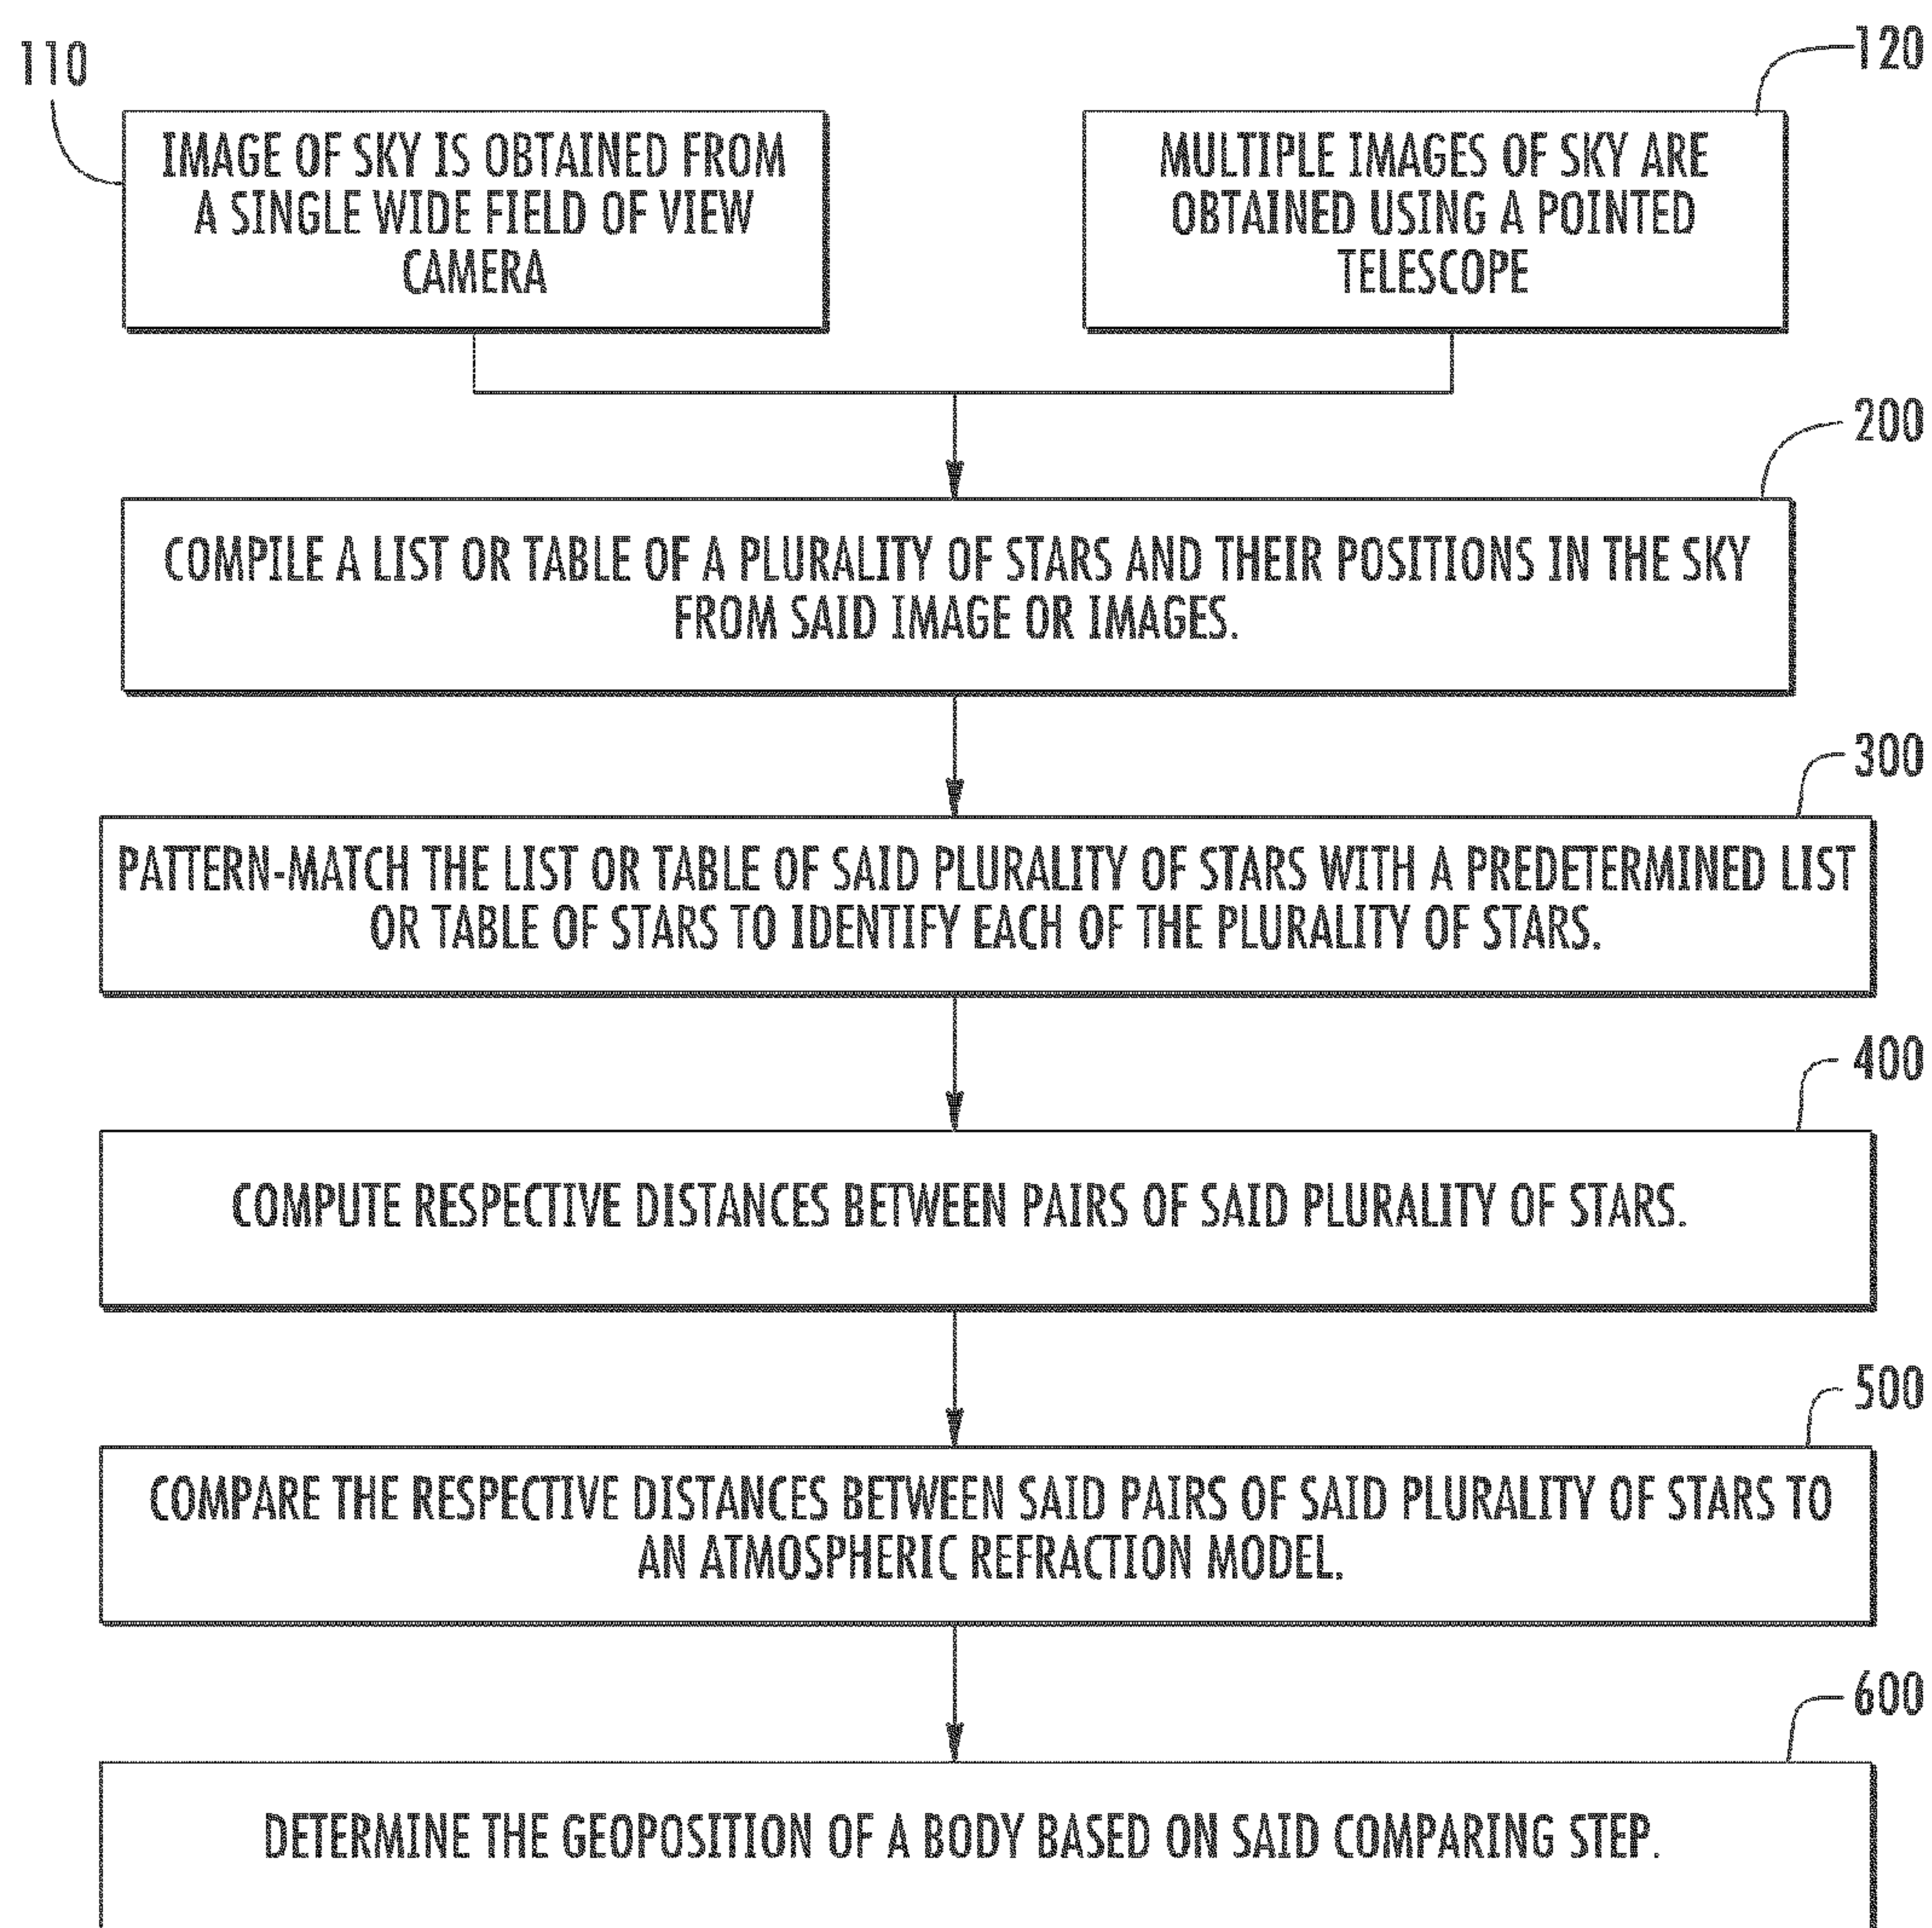 110
120
IMAGE OF SKY IS OBTAINED FROM
A SINGLE WIDE FIELD OF VIEW
CAMERA
MULTIPLE IMAGES OF SKY ARE
OBTAINED USING A POINTED
TELESCOPE
200
COMPILE A LIST OR TABLE OF A PLURALITY OF STARS AND THEIR POSITIONS IN THE SKY
FROM SAID IMAGE OR IMAGES.
300
PATTERN-MATCH THE LIST OR TABLE OF SAID PLURALITY OF STARS WITH A PREDETERMINED LIST
OR TABLE OF STARS TO IDENTIFY EACH OF THE PLURALITY OF STARS.
400
COMPUTE RESPECTIVE DISTANCES BETWEEN PAIRS OF SAID PLURALITY OF STARS.
500
COMPARE THE RESPECTIVE DISTANCES BETWEEN SAID PAIRS OF SAID PLURALITY OF STARS TO
AN ATMOSPHERIC REFRACTION MODEL.
600
DETERMINE THE GEOPOSITION OF A BODY BASED ON SAID COMPARING STEP.